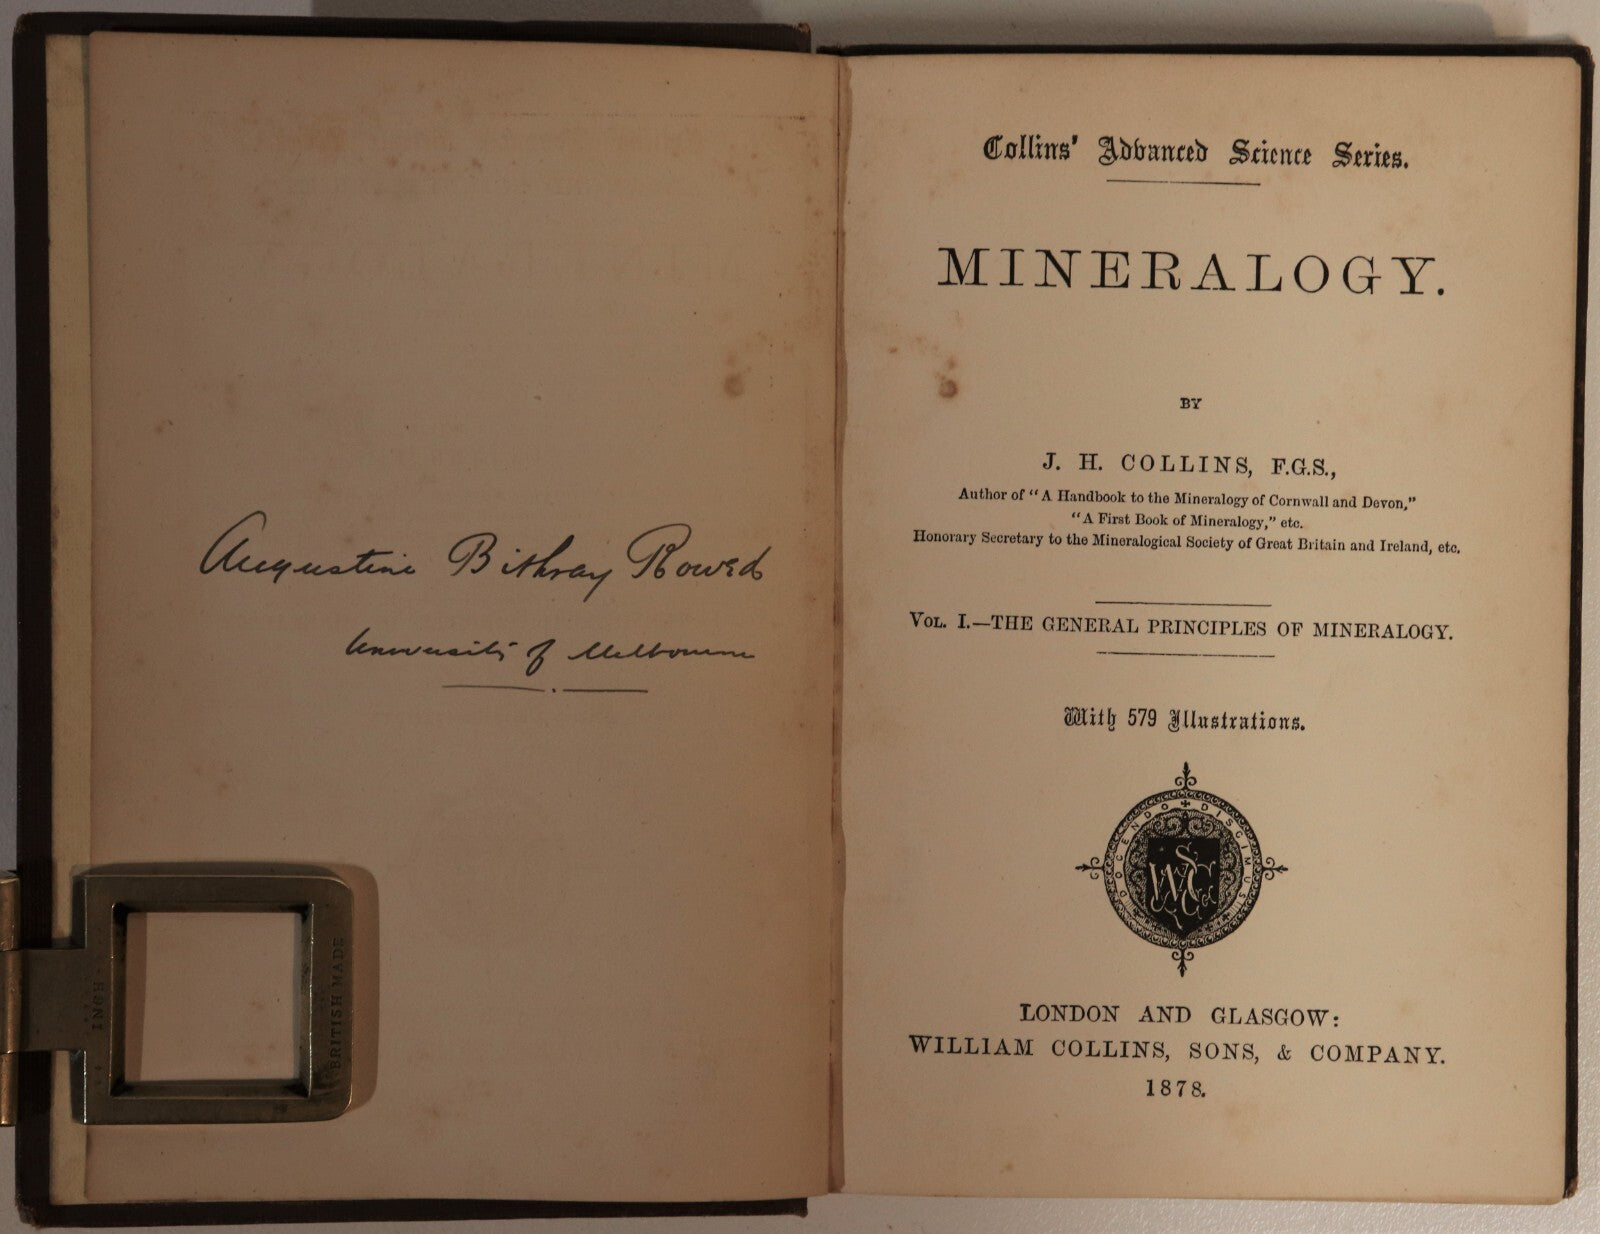 Augustine Bithray Rowed
University of Melbourne
Collins' Advanced Science Series.
MINERALOGY.
BY
J. H. COLLINS, F.G.S.,
Author of "A Handbook to the Mineralogy of Cornwall and Devon,"
"A First Book of Mineralogy," etc.
Honorary Secretary to the Mineralogical Society of Great Britain and Ireland, etc.
Vol. I.—THE GENERAL PRINCIPLES OF MINERALOGY.
With 579 Illustrations.
DOCENDO DISCIMUS
WSC
LONDON AND GLASGOW:
WILLIAM COLLINS, SONS, & COMPANY.
1878.
INCH
BRITISH MADE